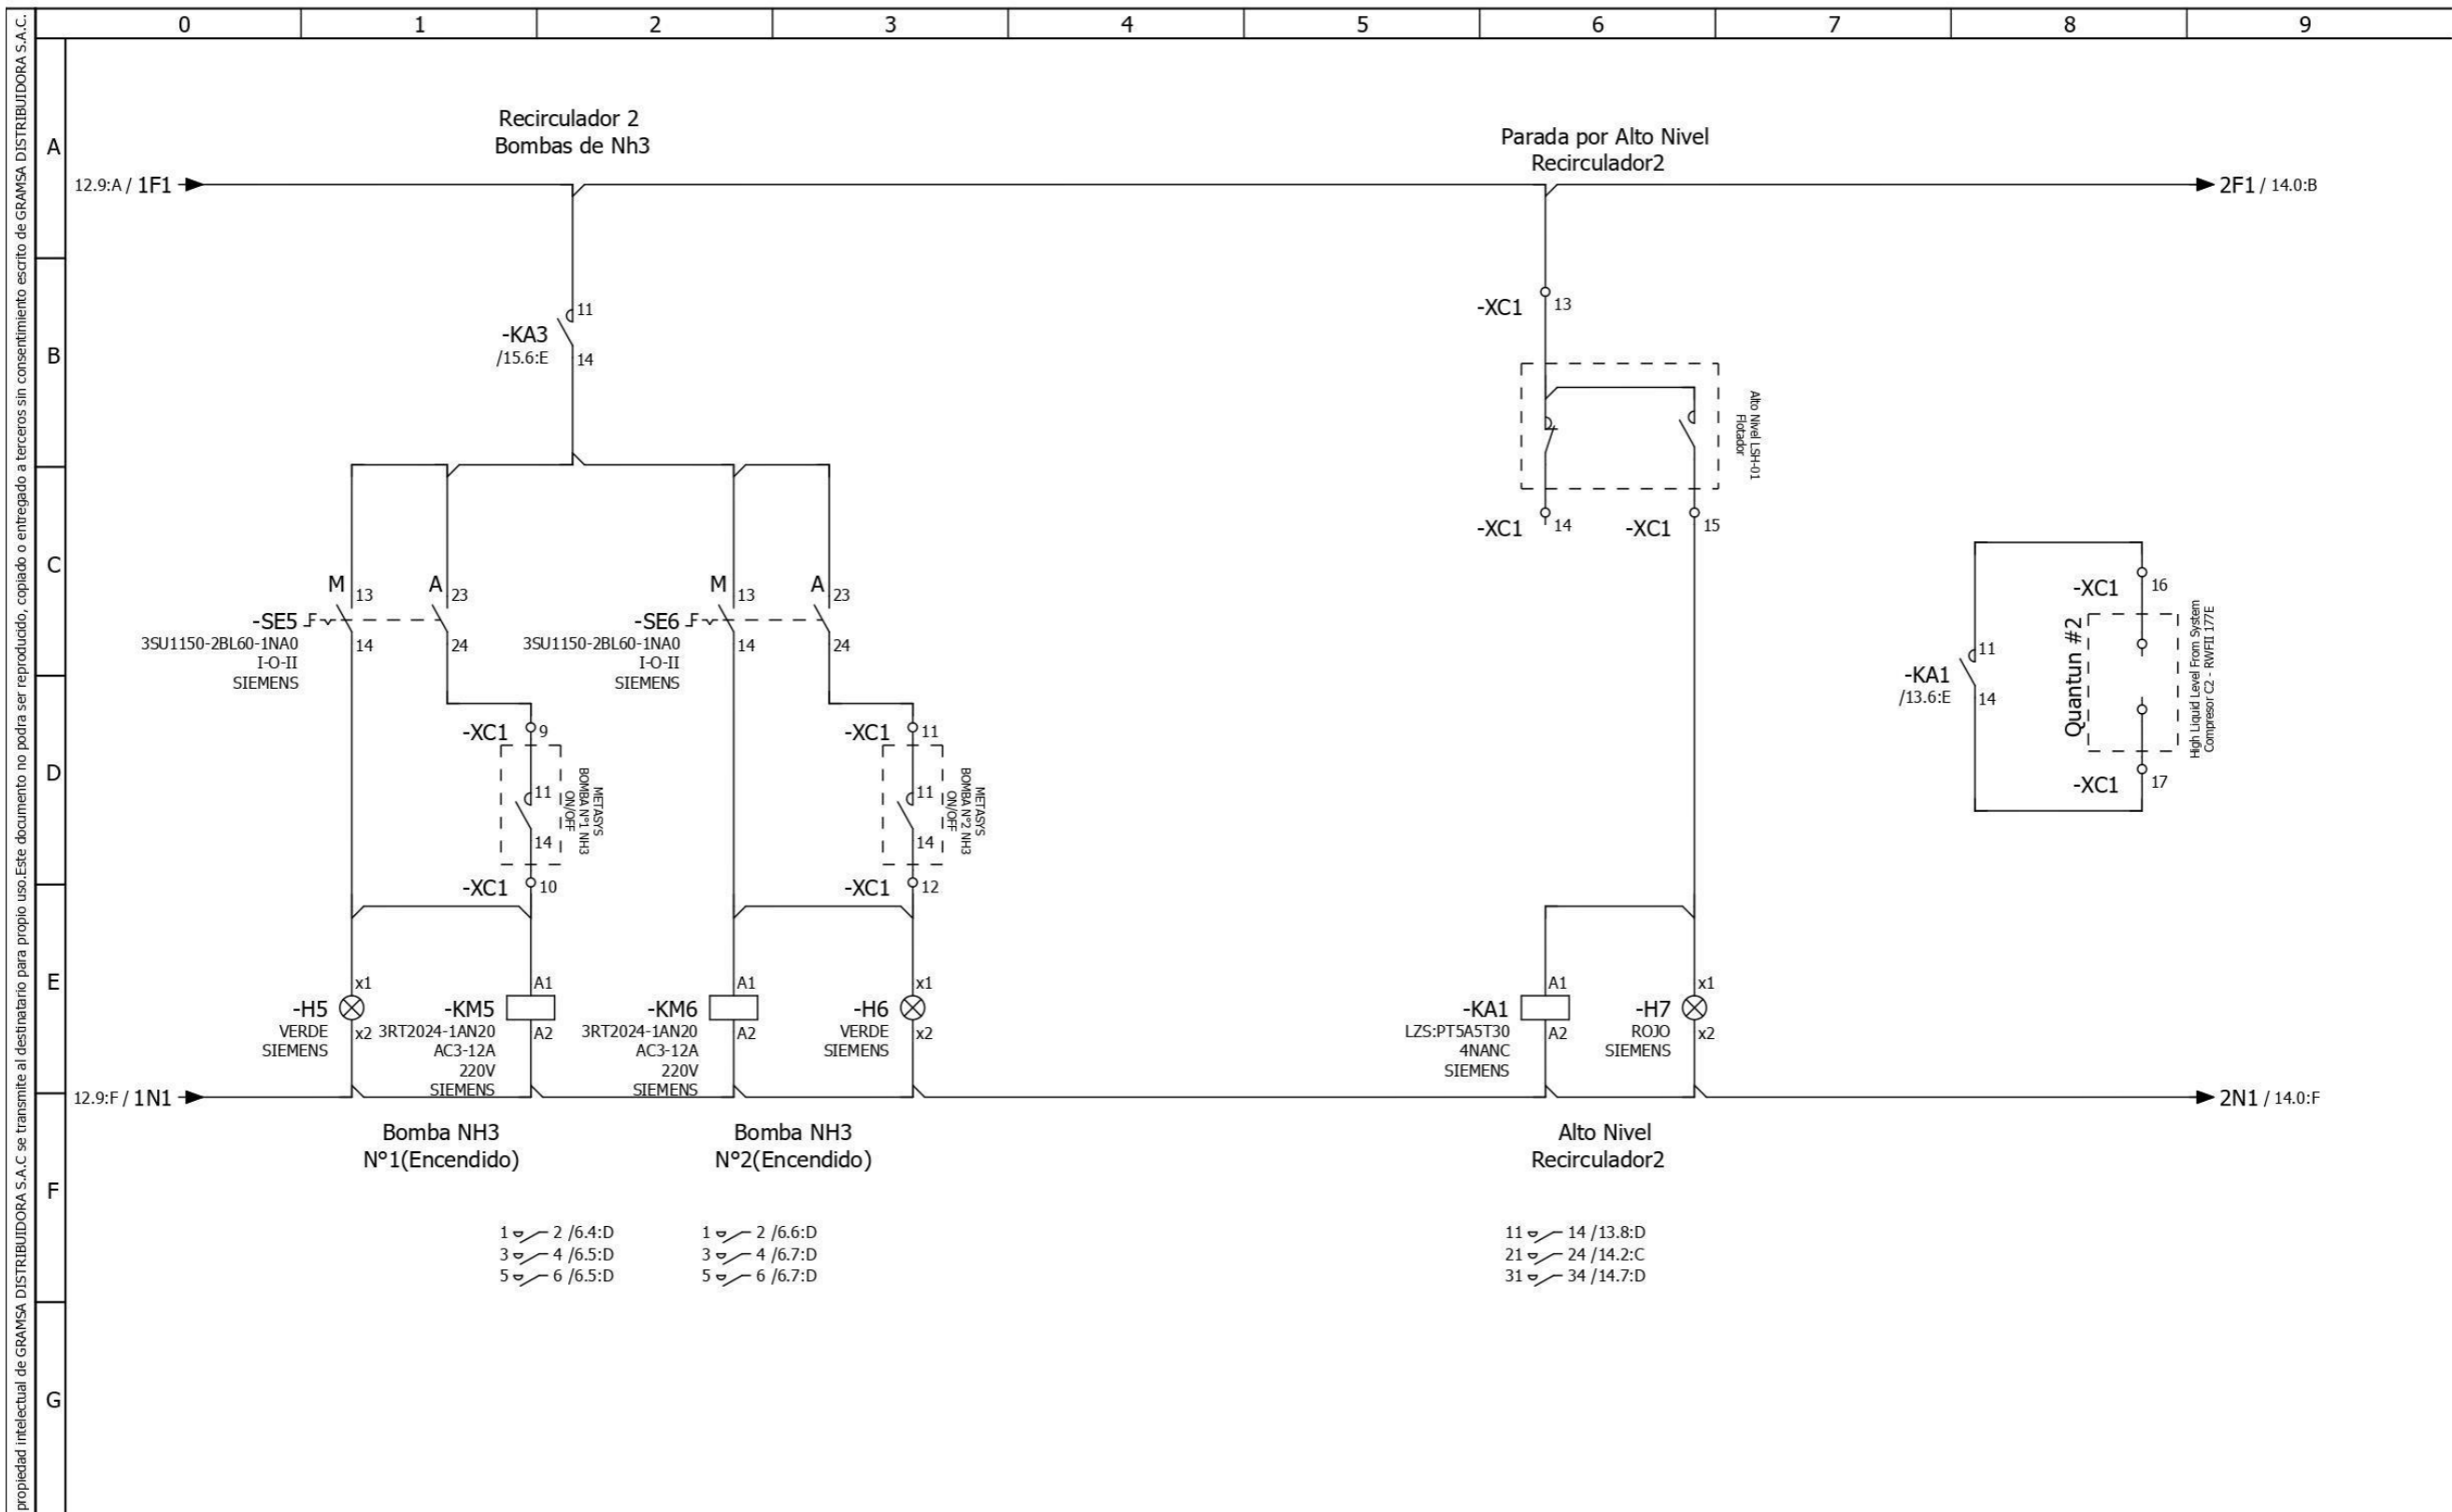 0 1 2 3 4 5 6 7 8 9
A
B
C
D
E
F
G
propiedad intelectual de GRAMSA DISTRIBUIDORA S.A.C se transmite al destinatario para propio uso.Este documento no podra ser reproducido, copiado o entregado a terceros sin consentimiento escrito de GRAMSA DISTRIBUIDORA S.A.C.
Recirculador 2
Bombas de Nh3
Parada por Alto Nivel
Recirculador2
12.9:A / 1F1
2F1 / 14.0:B
-KA3
/15.6:E
11
14
-XC1 13
Alto Nivel LSH-01
Flotador
-XC1 14
-XC1 15
M 13
A 23
-SE5
14
24
3SU1150-2BL60-1NA0
I-O-II
SIEMENS
M 13
A 23
-SE6
14
24
3SU1150-2BL60-1NA0
I-O-II
SIEMENS
-XC1 9
11
14
METASYS
BOMBA N°1 NH3
ON/OFF
-XC1 10
-XC1 11
11
14
METASYS
BOMBA N°2 NH3
ON/OFF
-XC1 12
-KA1
/13.6:E
11
14
-XC1 16
Quantun #2
High Liquid Level From System
Compresor C2 - RWFII 177E
-XC1 17
x1
-H5
x2
VERDE
SIEMENS
A1
-KM5
A2
3RT2024-1AN20
AC3-12A
220V
SIEMENS
A1
-KM6
A2
3RT2024-1AN20
AC3-12A
220V
SIEMENS
x1
-H6
x2
VERDE
SIEMENS
A1
-KA1
A2
LZS:PT5A5T30
4NANC
SIEMENS
x1
-H7
x2
ROJO
SIEMENS
12.9:F / 1N1
2N1 / 14.0:F
Bomba NH3
N°1(Encendido)
Bomba NH3
N°2(Encendido)
Alto Nivel
Recirculador2
1 2 /6.4:D
3 4 /6.5:D
5 6 /6.5:D
1 2 /6.6:D
3 4 /6.7:D
5 6 /6.7:D
11 14 /13.8:D
21 24 /14.2:C
31 34 /14.7:D